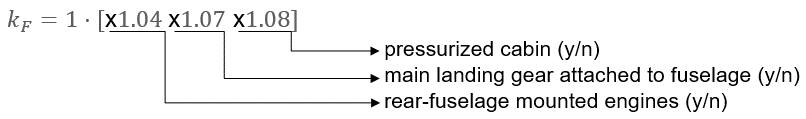 k_F = 1 · [x1.04 x1.07 x1.08]
pressurized cabin (y/n)
main landing gear attached to fuselage (y/n)
rear-fuselage mounted engines (y/n)